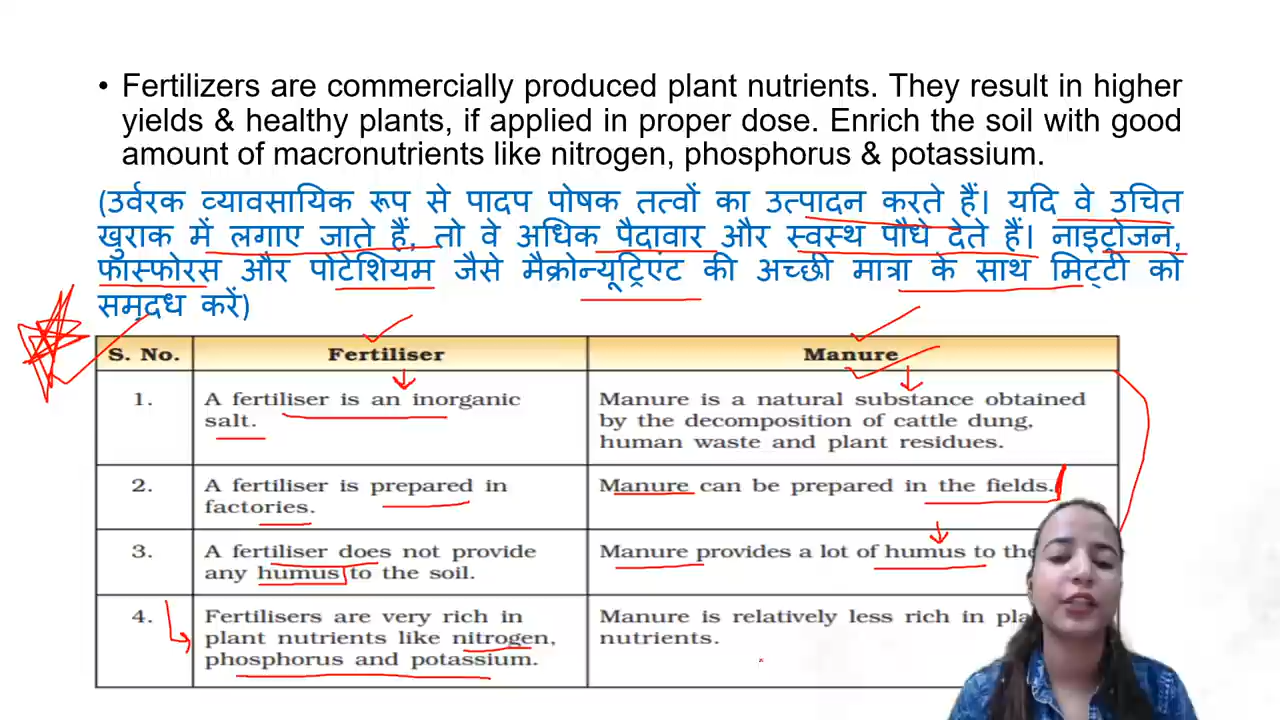 • Fertilizers are commercially produced plant nutrients. They result in higher
yields & healthy plants, if applied in proper dose. Enrich the soil with good
amount of macronutrients like nitrogen, phosphorus & potassium.
(उर्वरक व्यावसायिक रूप से पादप पोषक तत्वों का उत्पादन करते हैं। यदि वे उचित
खुराक में लगाए जाते हैं, तो वे अधिक पैदावार और स्वस्थ पौधे देते हैं। नाइट्रोजन,
फास्फोरस और पोटेशियम जैसे मैक्रोन्यूट्रिएंट की अच्छी मात्रा के साथ मिट्टी को
समृदध करें)
S. No. Fertiliser Manure
1. A fertiliser is an inorganic Manure is a natural substance obtained
salt. by the decomposition of cattle dung,
human waste and plant residues.
2. A fertiliser is prepared in Manure can be prepared in the fields.
factories.
3. A fertiliser does not provide Manure provides a lot of humus to the
any humus to the soil.
4. Fertilisers are very rich in Manure is relatively less rich in
plant nutrients like nitrogen, nutrients.
phosphorus and potassium.